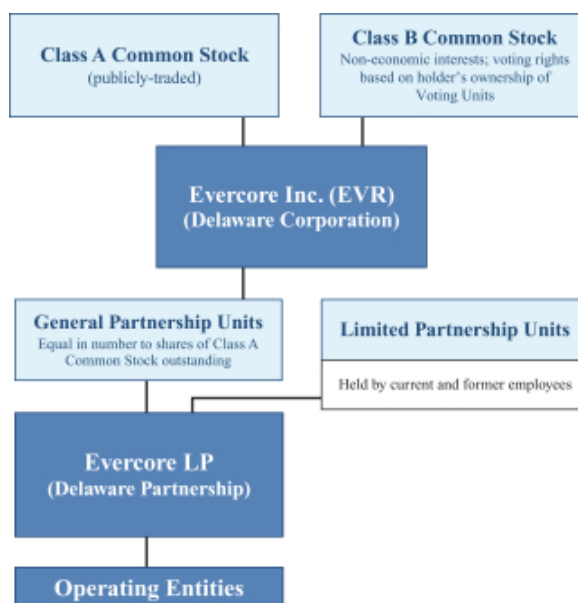 Class A Common Stock
(publicly-traded)
Class B Common Stock
Non-economic interests; voting rights
based on holder's ownership of
Voting Units
Evercore Inc. (EVR)
(Delaware Corporation)
General Partnership Units
Equal in number to shares of Class A
Common Stock outstanding
Limited Partnership Units
Held by current and former employees
Evercore LP
(Delaware Partnership)
Operating Entities